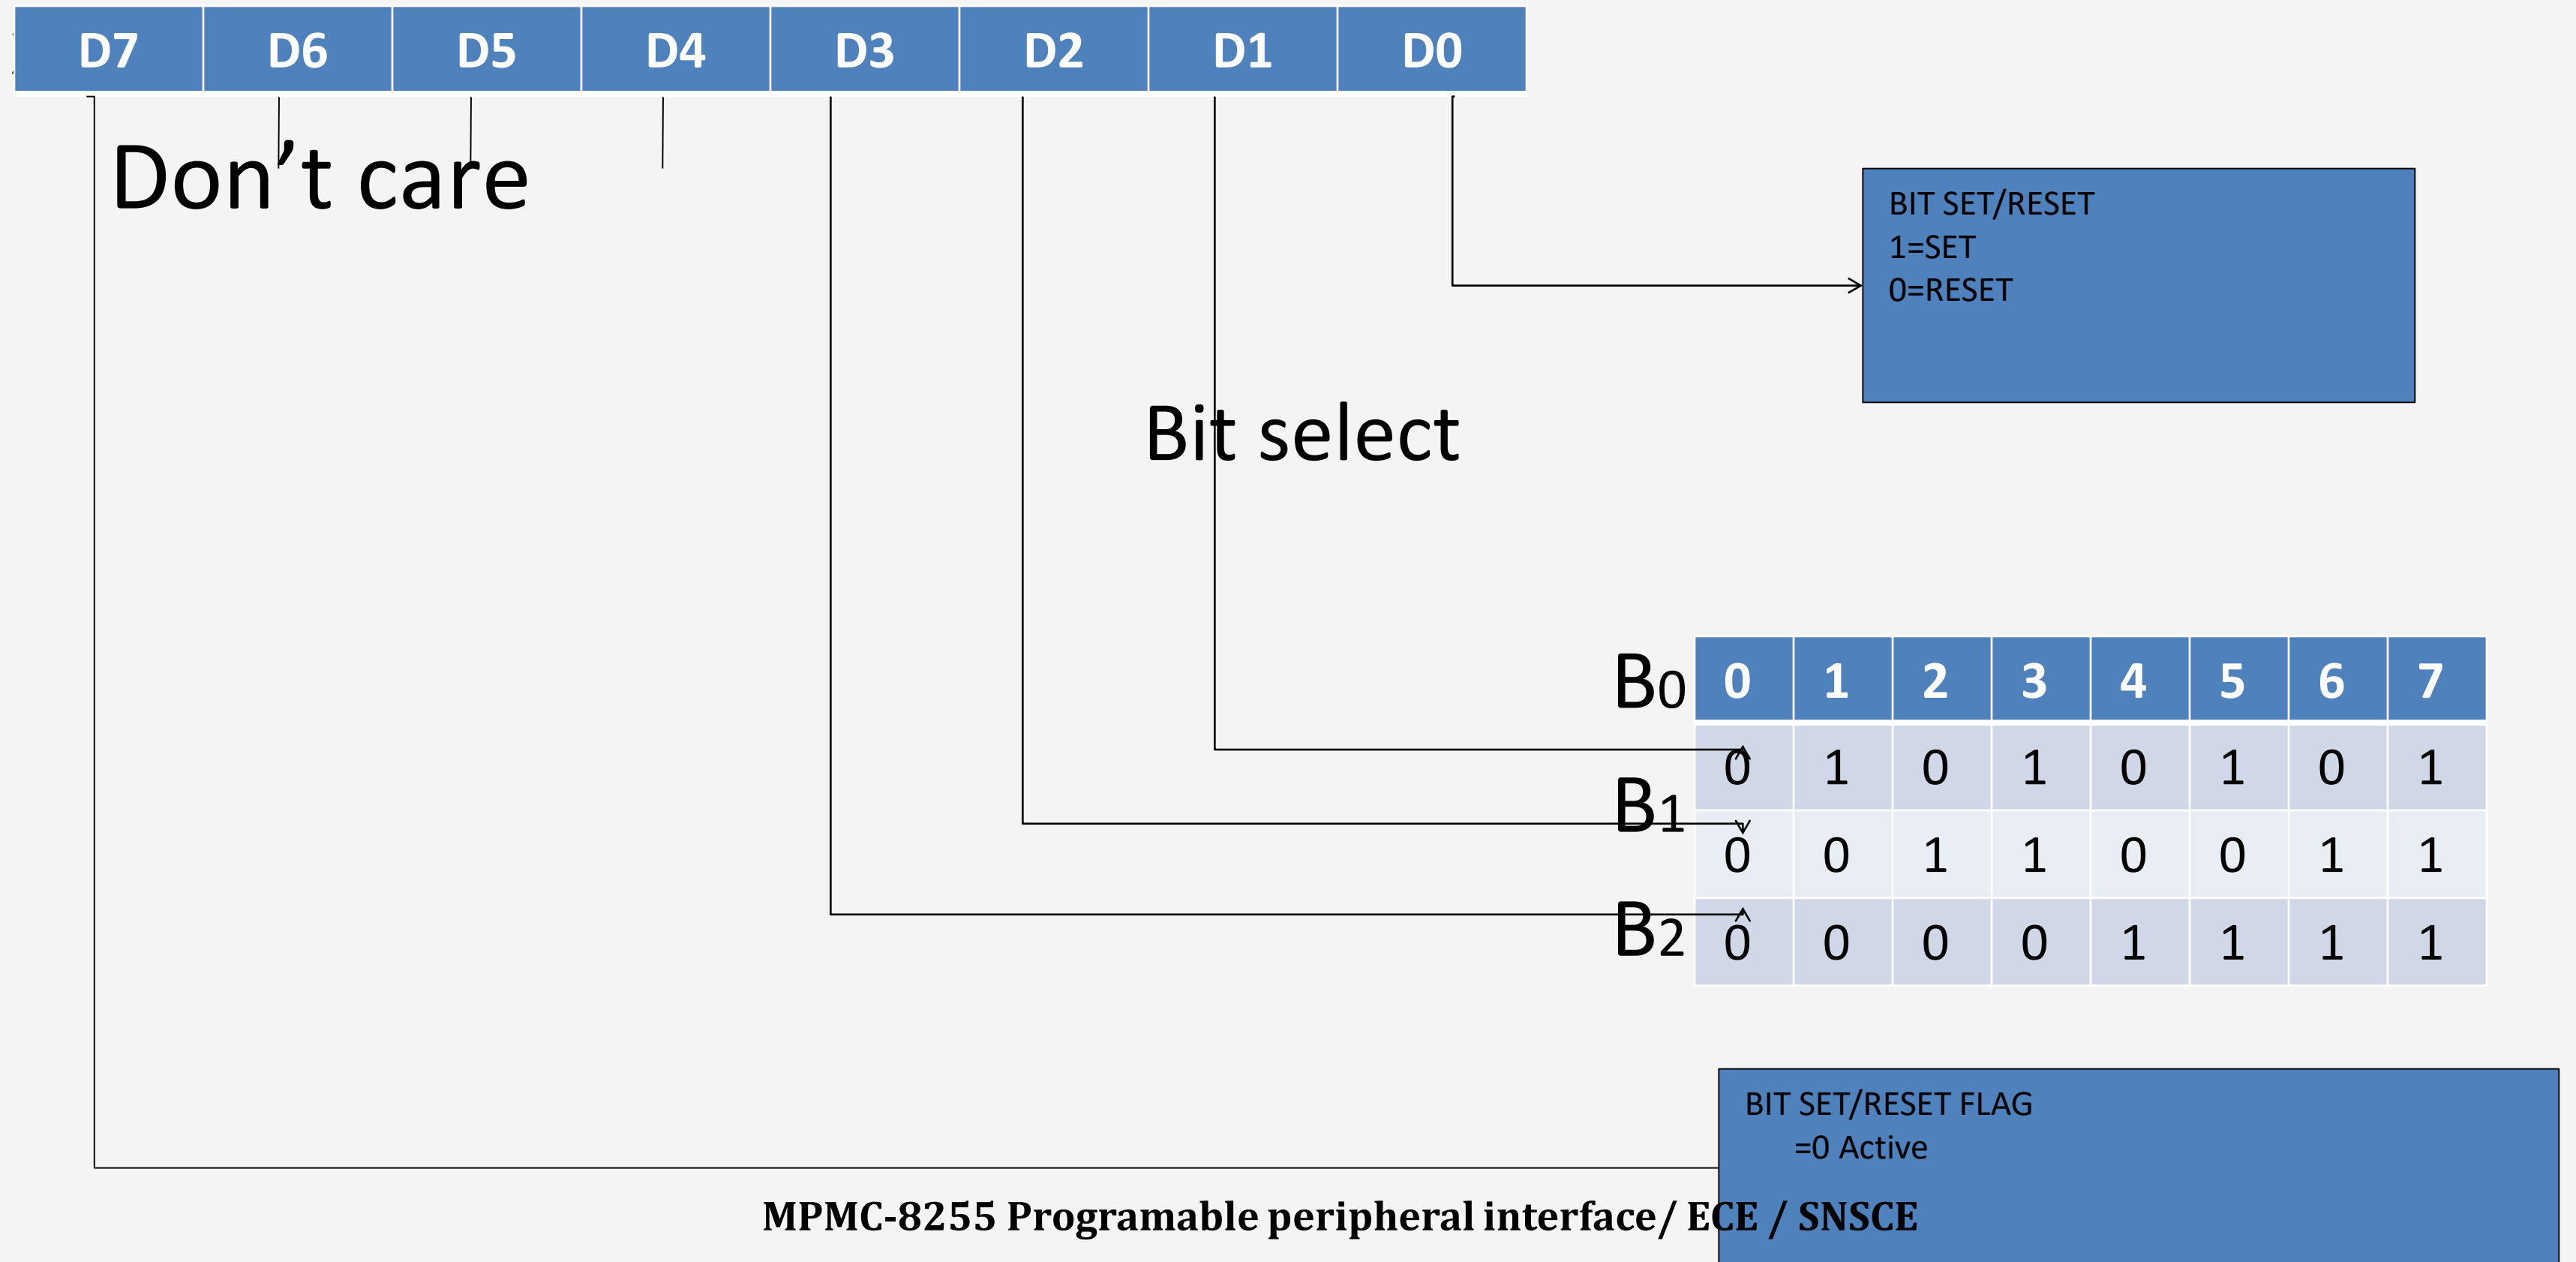 D7 D6 D5 D4 D3 D2 D1 D0
Don’t care
BIT SET/RESET
1=SET
0=RESET
Bit select
B0 0 1 2 3 4 5 6 7
0 1 0 1 0 1 0 1
B1
0 0 1 1 0 0 1 1
B2 0 0 0 0 1 1 1 1
BIT SET/RESET FLAG
=0 Active
MPMC-8255 Programable peripheral interface/ ECE / SNSCE